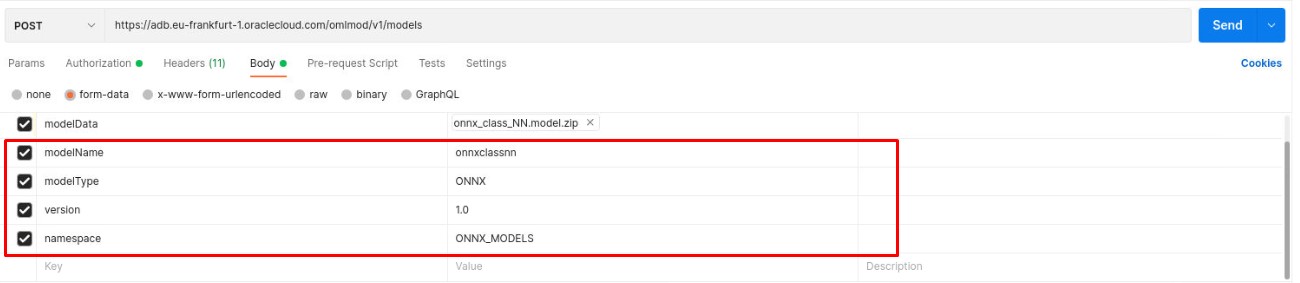 POST https://adb.eu-frankfurt-1.oraclecloud.com/omlmod/v1/models Send
Params Authorization Headers (11) Body Pre-request Script Tests Settings Cookies
none form-data x-www-form-urlencoded raw binary GraphQL
modelData onnx_class_NN.model.zip ×
modelName onnxclassnn
modelType ONNX
version 1.0
namespace ONNX_MODELS
Key Value Description